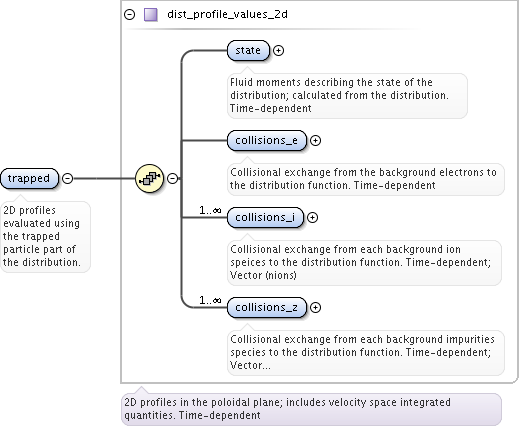 dist_profile_values_2d
state
Fluid moments describing the state of the
distribution; calculated from the distribution.
Time-dependent
collisions_e
Collisional exchange from the background electrons to
the distribution function. Time-dependent
trapped
2D profiles
evaluated using
the trapped
particle part of
the distribution.
1..∞
collisions_i
Collisional exchange from each background ion
speices to the distribution function. Time-dependent;
Vector (nions)
1..∞
collisions_z
Collisional exchange from each background impurities
species to the distribution function. Time-dependent;
Vector...
2D profiles in the poloidal plane; includes velocity space integrated
quantities. Time-dependent